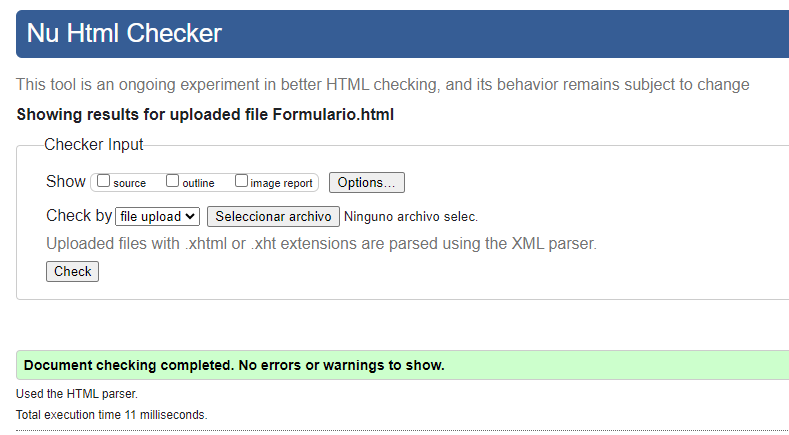 Nu Html Checker
This tool is an ongoing experiment in better HTML checking, and its behavior remains subject to change
Showing results for uploaded file Formulario.html
Checker Input
Show source outline image report Options...
Check by file upload Seleccionar archivo Ninguno archivo selec.
Uploaded files with .xhtml or .xht extensions are parsed using the XML parser.
Check
Document checking completed. No errors or warnings to show.
Used the HTML parser.
Total execution time 11 milliseconds.